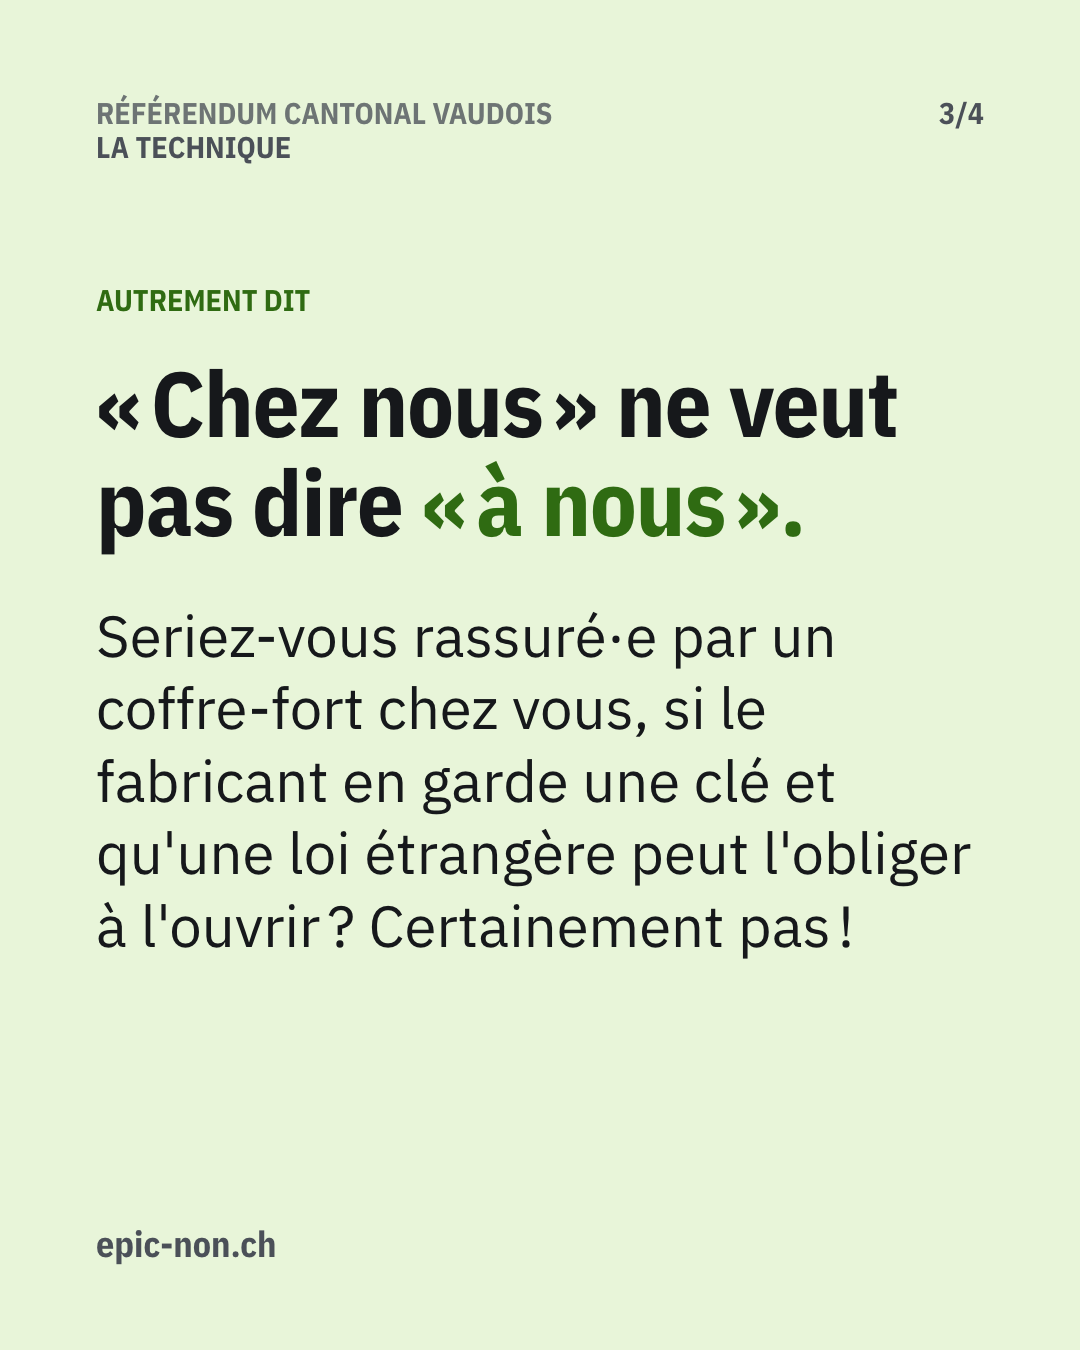 RÉFÉRENDUM CANTONAL VAUDOIS
LA TECHNIQUE
3/4
AUTREMENT DIT
« Chez nous » ne veut
pas dire « à nous ».
Seriez-vous rassuré·e par un
coffre-fort chez vous, si le
fabricant en garde une clé et
qu'une loi étrangère peut l'obliger
à l'ouvrir ? Certainement pas !
epic-non.ch